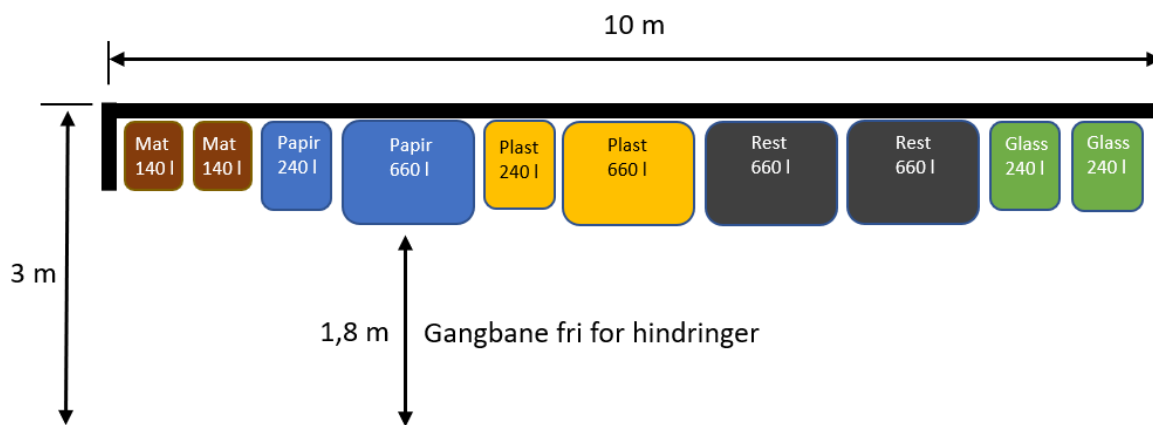 10 m
Mat
140 l
Mat
140 l
Papir
240 l
Papir
660 l
Plast
240 l
Plast
660 l
Rest
660 l
Rest
660 l
Glass
240 l
Glass
240 l
3 m
1,8 m
Gangbane fri for hindringer